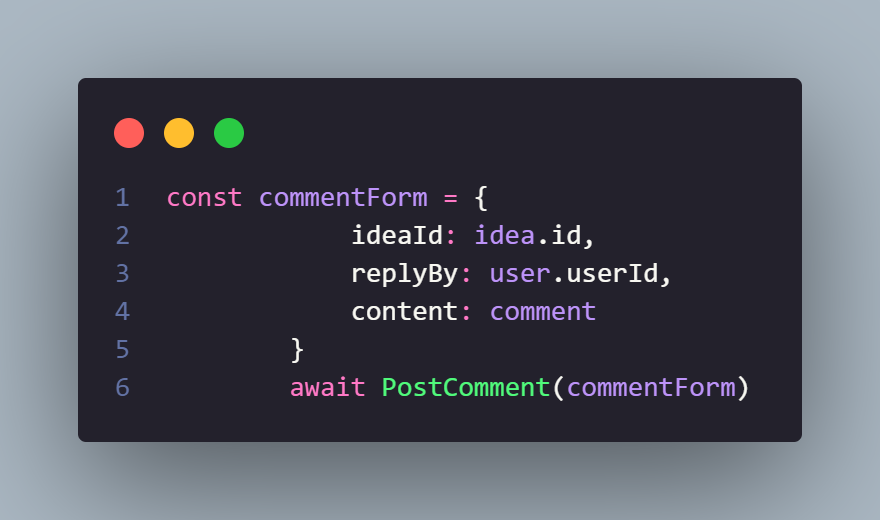 1 const commentForm = {
2             ideaId: idea.id,
3             replyBy: user.userId,
4             content: comment
5         }
6         await PostComment(commentForm)